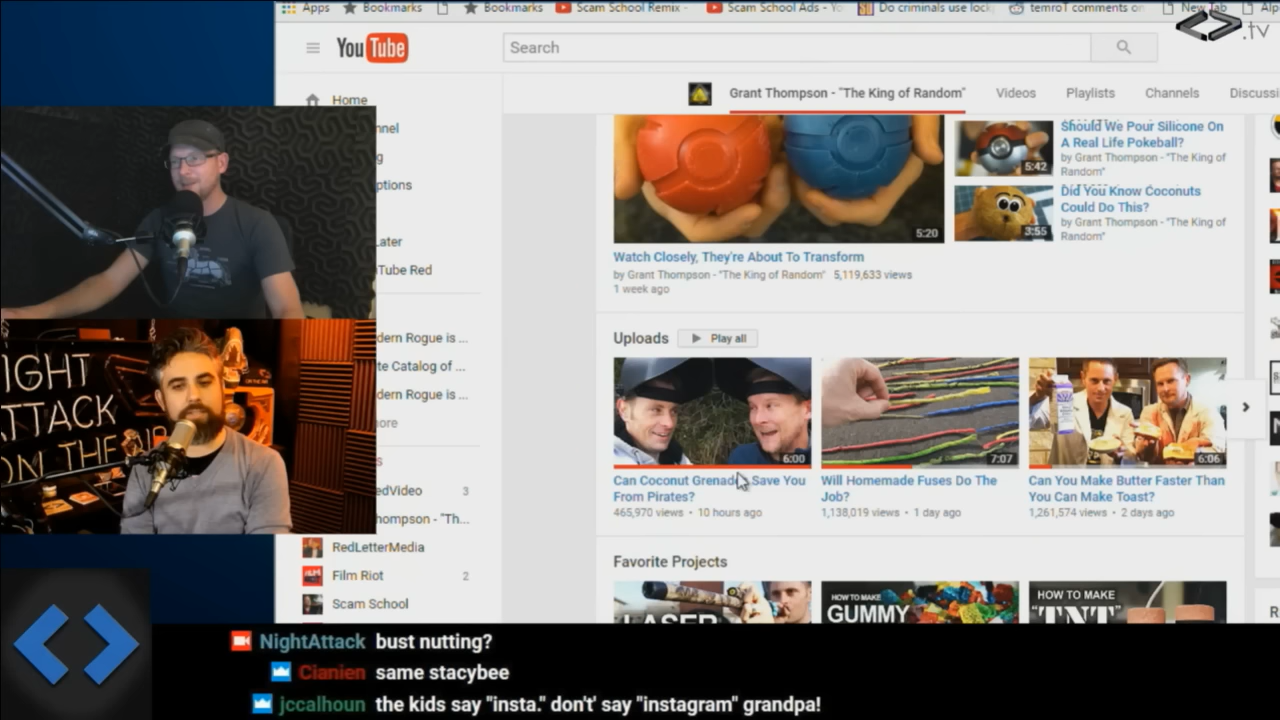 Apps
Bookmarks
Bookmarks
Scam School Remix -
Scam School Ads - Yo
Do criminals use lock
temroT comments on
New Tab
Alp
<>.tv
YouTube
Search
Home
Grant Thompson - "The King of Random"
Videos
Playlists
Channels
Discussi
nnel
g
ptions
Later
Tube Red
dern Rogue is ...
te Catalog of ...
dern Rogue is ...
ore
s
edVideo
3
hompson - "Th...
RedLetterMedia
Film Riot
2
Scam School
5:20
Watch Closely, They're About To Transform
by Grant Thompson - "The King of Random" 5,119,633 views
1 week ago
5:42
Should We Pour Silicone On
A Real Life Pokeball?
by Grant Thompson - "The King of
Random"
3:55
Did You Know Coconuts
Could Do This?
by Grant Thompson - "The King of
Random"
Uploads
Play all
6:00
Can Coconut Grenades Save You
From Pirates?
465,970 views • 10 hours ago
7:07
Will Homemade Fuses Do The
Job?
1,138,019 views • 1 day ago
6:06
Can You Make Butter Faster Than
You Can Make Toast?
1,261,574 views • 2 days ago
Favorite Projects
LASER
HOW TO MAKE
GUMMY
HOW TO MAKE
"TNT"
IGHT
TTACK
ON THE AIR
NightAttack bust nutting?
Cianien same stacybee
jccalhoun the kids say "insta." don't' say "instagram" grandpa!